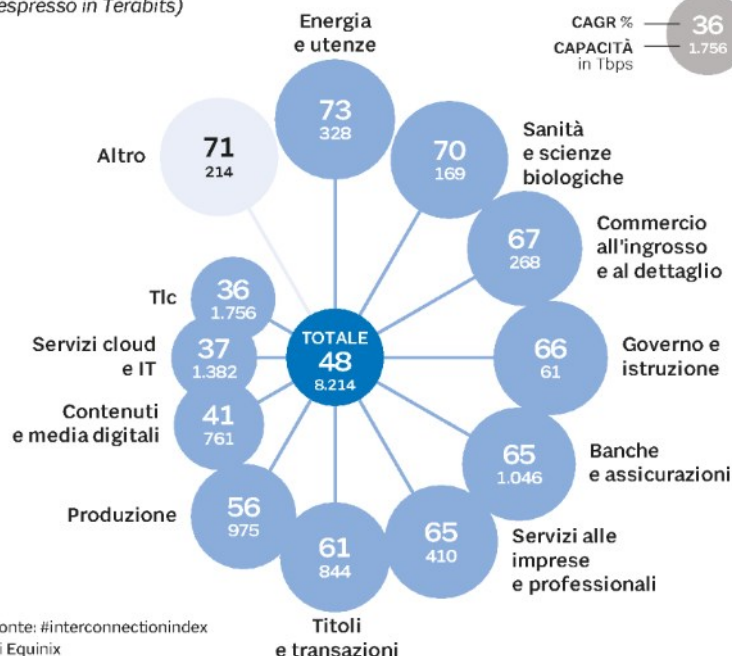 espresso in Terabits)
CAGR %
36
CAPACITÀ
1.756
in Tbps
Energia
e utenze
73
328
Sanità
e scienze
biologiche
70
169
Commercio
all'ingrosso
e al dettaglio
67
268
Governo e
istruzione
66
61
Banche
e assicurazioni
65
1.046
Servizi alle
imprese
e professionali
65
410
Titoli
e transazioni
61
844
Produzione
56
975
Contenuti
e media digitali
41
761
Servizi cloud
e IT
37
1.382
Tlc
36
1.756
Altro
71
214
TOTALE
48
8.214
onte: #interconnectionindex
i Equinix